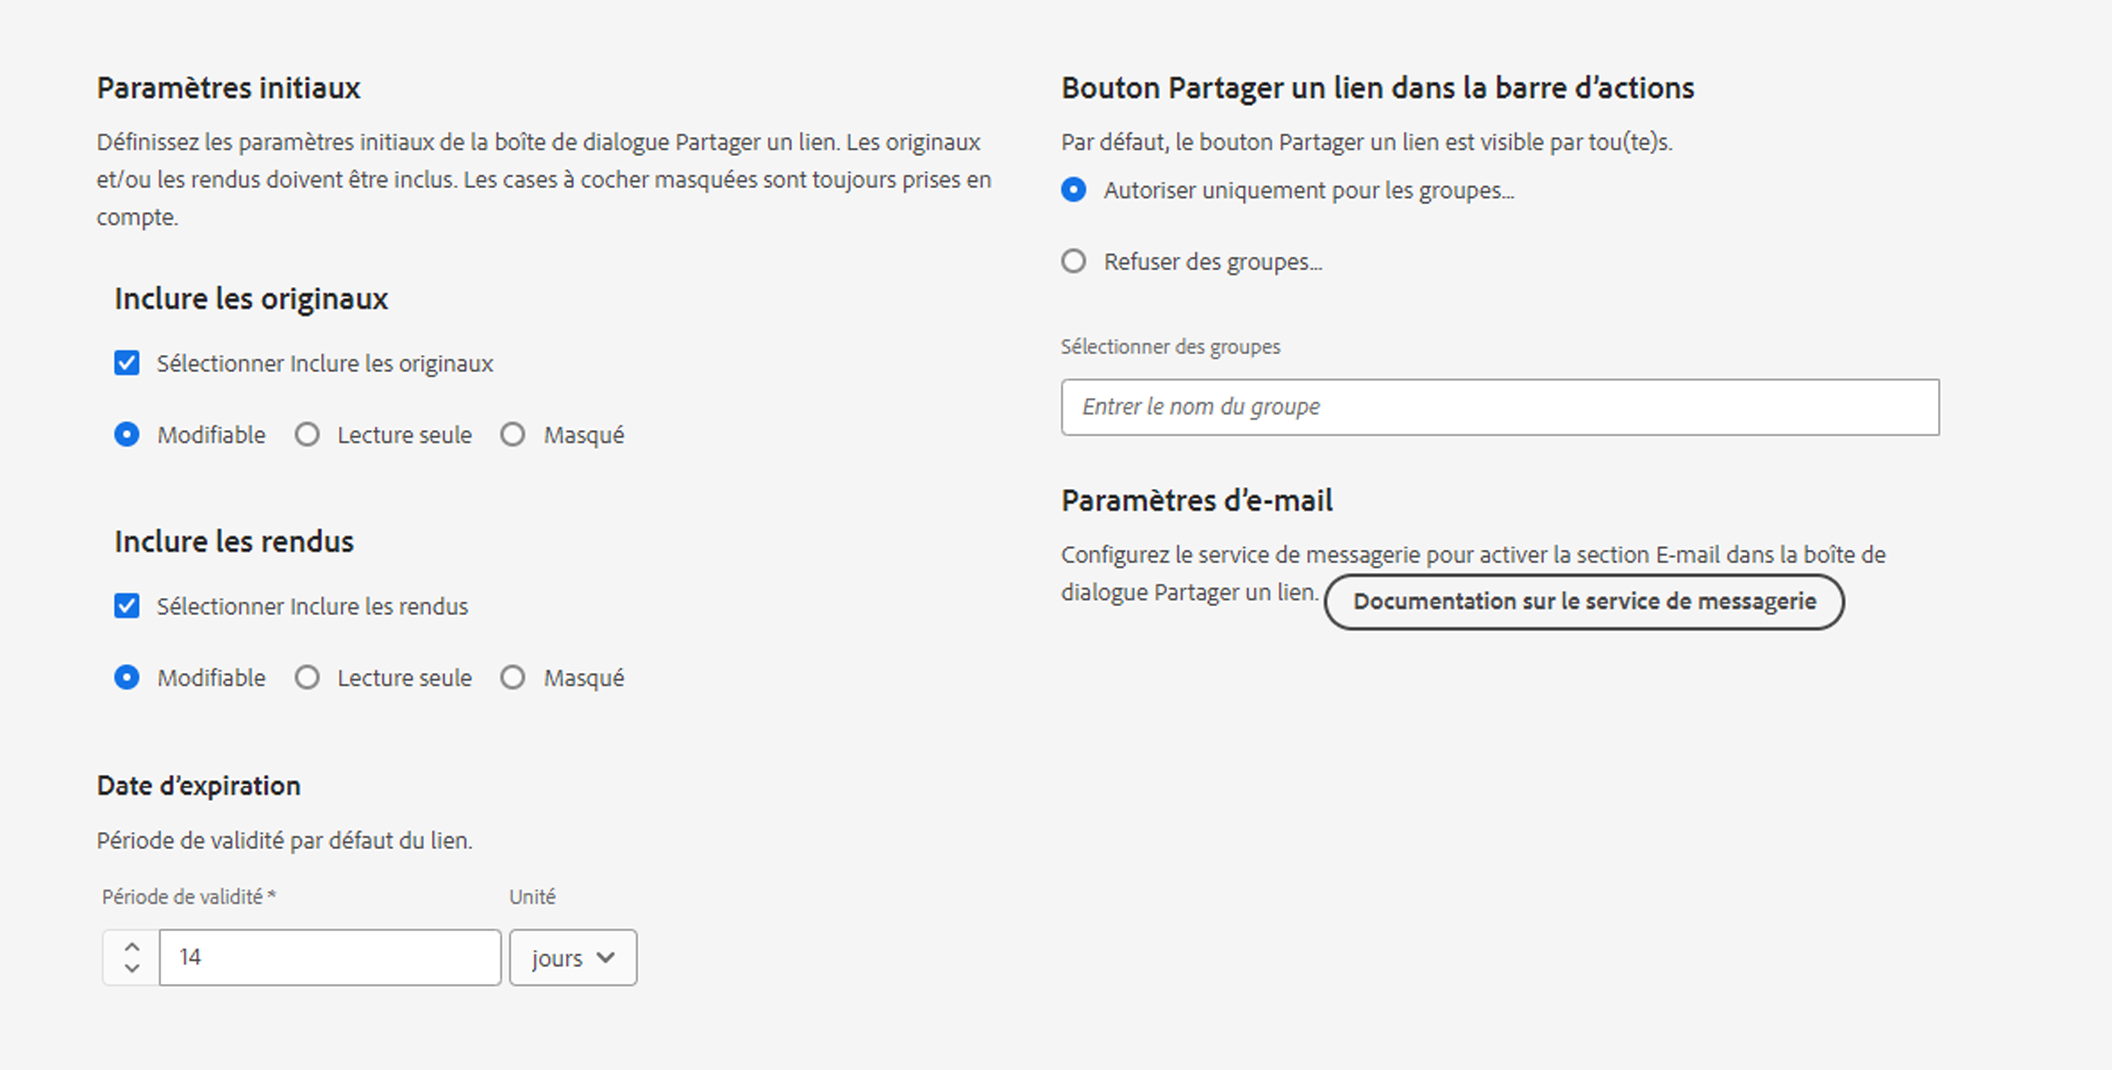 Paramètres initiaux
Définissez les paramètres initiaux de la boîte de dialogue Partager un lien. Les originaux
et/ou les rendus doivent être inclus. Les cases à cocher masquées sont toujours prises en
compte.
Inclure les originaux
Sélectionner Inclure les originaux
Modifiable Lecture seule Masqué
Inclure les rendus
Sélectionner Inclure les rendus
Modifiable Lecture seule Masqué
Date d’expiration
Période de validité par défaut du lien.
Période de validité * Unité
14 jours
Bouton Partager un lien dans la barre d’actions
Par défaut, le bouton Partager un lien est visible par tou(te)s.
Autoriser uniquement pour les groupes...
Refuser des groupes...
Sélectionner des groupes
Entrer le nom du groupe
Paramètres d’e-mail
Configurez le service de messagerie pour activer la section E-mail dans la boîte de
dialogue Partager un lien. Documentation sur le service de messagerie